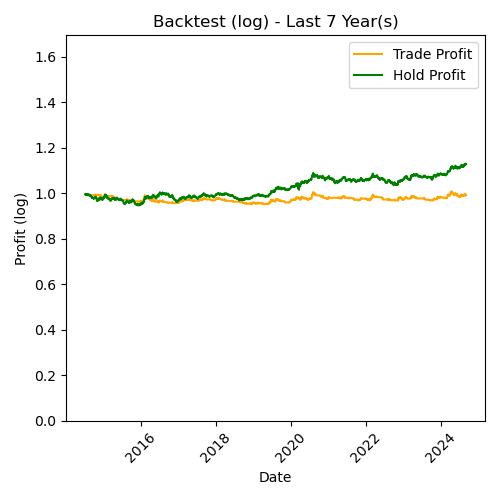 Backtest (log) - Last 7 Year(s)
Trade Profit
Hold Profit
1.6
1.4
1.2
1.0
0.8
0.6
0.4
0.2
0.0
Profit (log)
2016
2018
2020
2022
2024
Date